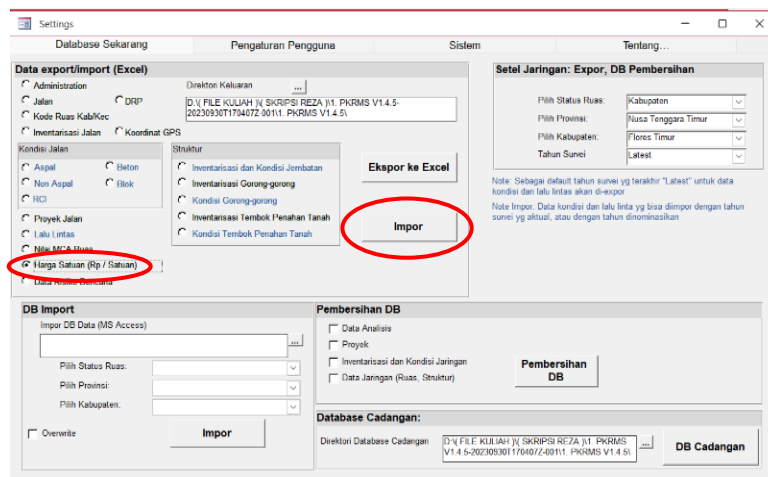 Settings
Database Sekarang
Pengaturan Pengguna
Sistem
Tentang...
Data export/import (Excel)
Administration
Jalan
DRP
Kode Ruas Kab/Kec
Inventarisasi Jalan
Koordinat GPS
Direktori Keluaran
...
D:\( FILE KULIAH )\( SKRIPSI REZA )\1. PKRMS V1.4.5-
20230930T170407Z-001\1. PKRMS V1.4.5\
Kondisi Jalan
Aspal
Beton
Non Aspal
Blok
RCI
Struktur
Inventarisasi dan Kondisi Jembatan
Inventarisasi Gorong-gorong
Kondisi Gorong-gorong
Inventarisasi Tembok Penahan Tanah
Kondisi Tembok Penahan Tanah
Ekspor ke Excel
Impor
Proyek Jalan
Lalu Lintas
Nilai MCA Ruas
Harga Satuan (Rp / Satuan)
Data Risiko Bencana
Setel Jaringan: Expor, DB Pembersihan
Pilih Status Ruas:
Kabupaten
Pilih Provinsi:
Nusa Tenggara Timur
Pilih Kabupaten:
Flores Timur
Tahun Survei
Latest
Note: Sebagai default tahun survei yg terakhir "Latest" untuk data
kondisi dan lalu lintas akan di-expor
Note Impor: Data kondisi dan lalu linta yg bisa diimpor dengan tahun
survei yg aktual, atau dengan tahun dinominasikan
DB Import
Impor DB Data (MS Access)
...
Pilih Status Ruas:
Pilih Provinsi:
Pilih Kabupaten:
Overwrite
Impor
Pembersihan DB
Data Analisis
Proyek
Inventarisasi dan Kondisi Jaringan
Data Jaringan (Ruas, Struktur)
Pembersihan
DB
Database Cadangan:
Direktori Database Cadangan
D:\( FILE KULIAH )\( SKRIPSI REZA )\1. PKRMS
V1.4.5-20230930T170407Z-001\1. PKRMS V1.4.5\
...
DB Cadangan